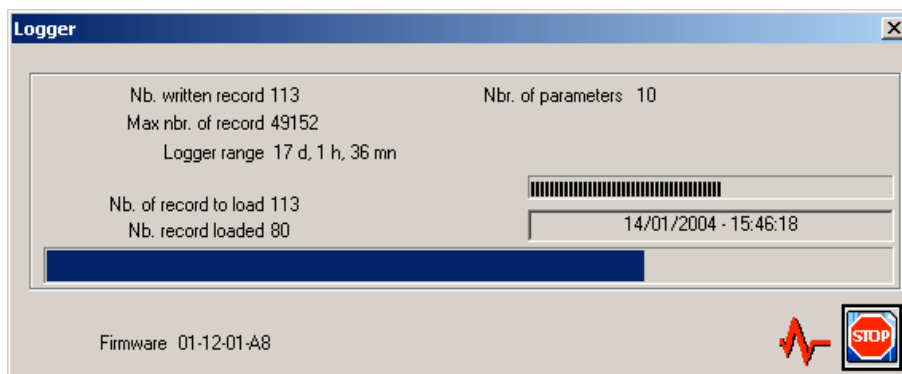 Logger
Nb. written record 113 Nbr. of parameters 10
Max nbr. of record 49152
Logger range 17 d, 1 h, 36 mn
Nb. of record to load 113
Nb. record loaded 80
14/01/2004 - 15:46:18
Firmware 01-12-01-A8
STOP